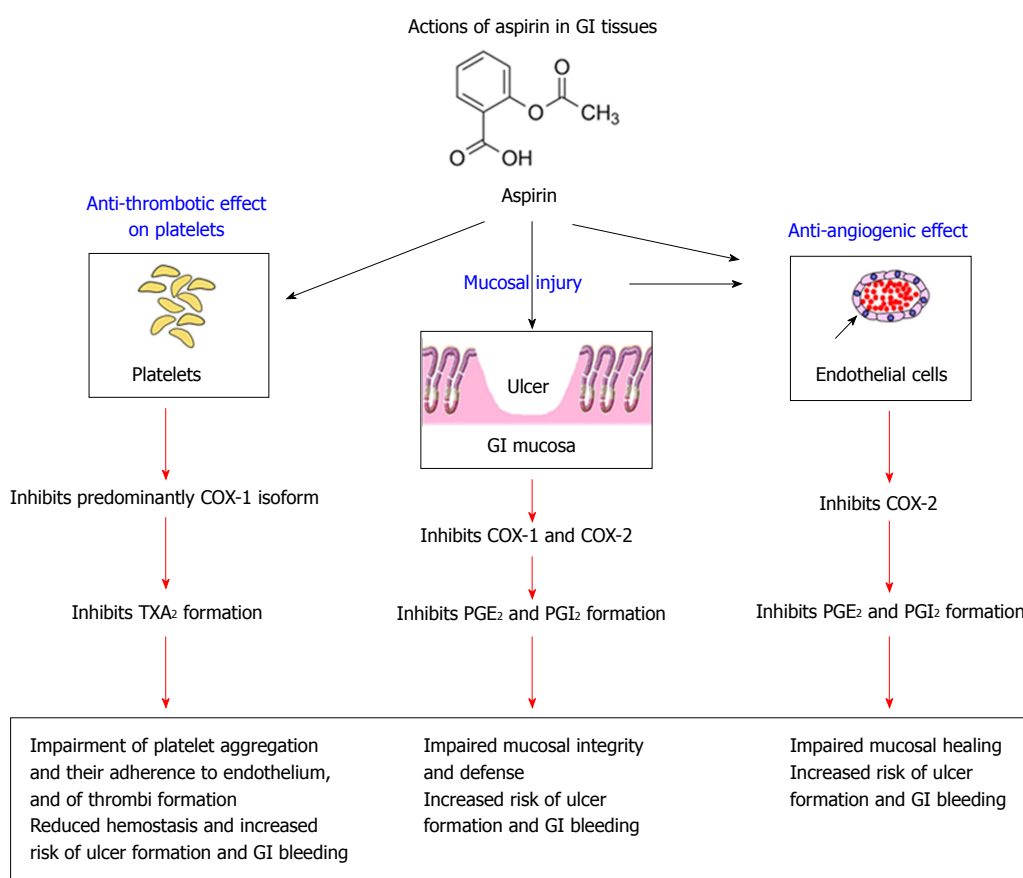 Actions of aspirin in GI tissues
O
O
CH3
O
OH
Aspirin
Anti-thrombotic effect
on platelets
Platelets
Inhibits predominantly COX-1 isoform
Inhibits TXA2 formation
Mucosal injury
Ulcer
GI mucosa
Inhibits COX-1 and COX-2
Inhibits PGE2 and PGI2 formation
Anti-angiogenic effect
Endothelial cells
Inhibits COX-2
Inhibits PGE2 and PGI2 formation
Impairment of platelet aggregation
and their adherence to endothelium,
and of thrombi formation
Reduced hemostasis and increased
risk of ulcer formation and GI bleeding
Impaired mucosal integrity
and defense
Increased risk of ulcer
formation and GI bleeding
Impaired mucosal healing
Increased risk of ulcer
formation and GI bleeding